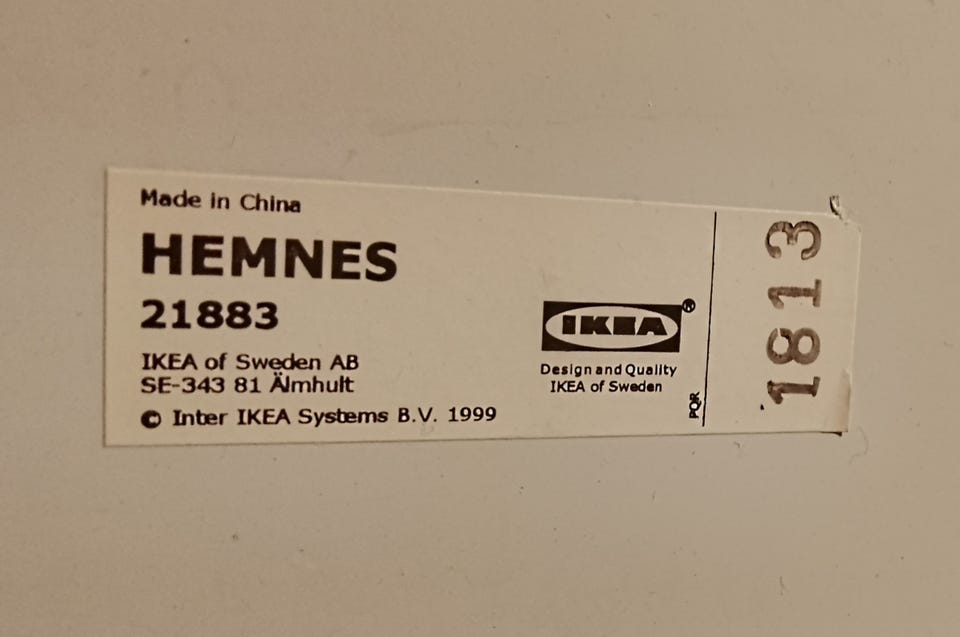 Made in China
HEMNES
21883
IKEA of Sweden AB
SE-343 81 Älmhult
© Inter IKEA Systems B.V. 1999
IKEA®
Design and Quality
IKEA of Sweden
PQR
1813